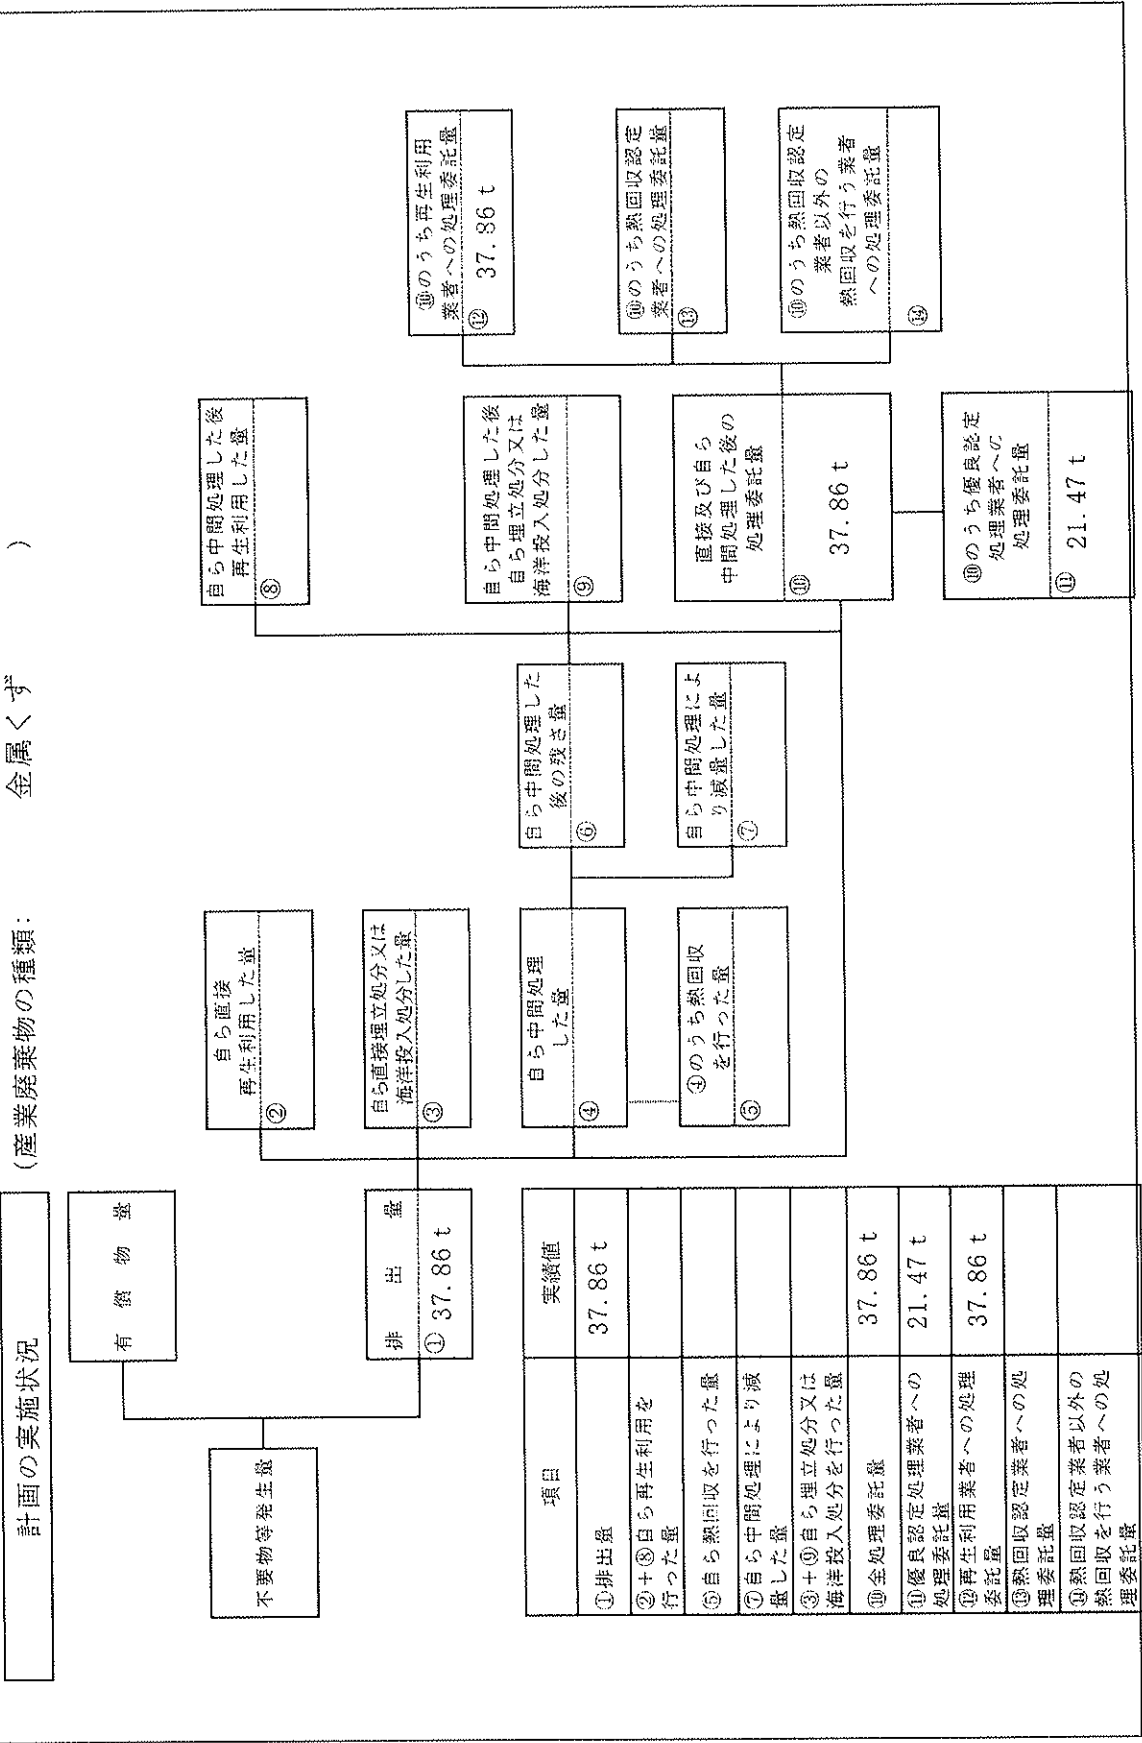 計画の実施状況
(産業廃棄物の種類: 金属くず )
不要物等発生量
有償物量
排出量
① 37.86 t
自ら直接
再生利用した量
②
自ら直接埋立処分又は
海洋投入処分した量
③
自ら中間処理
した量
④
④のうち熱回収
を行った量
⑤
自ら中間処理した
後の残さ量
⑥
自ら中間処理によ
り減量した量
⑦
自ら中間処理した後
再生利用した量
⑧
自ら中間処理した後
自ら埋立処分又は
海洋投入処分した量
⑨
直接及び自ら
中間処理した後の
処理委託量
⑩ 37.86 t
⑩のうち優良認定
処理業者への
処理委託量
⑪ 21.47 t
⑩のうち再生利用
業者への処理委託量
⑫ 37.86 t
⑩のうち熱回収認定
業者への処理委託量
⑬
⑩のうち熱回収認定
業者以外の
熱回収を行う業者
への処理委託量
⑭
項目 実績値
①排出量 37.86 t
②+⑧自ら再生利用を
行った量
⑤自ら熱回収を行った量
⑦自ら中間処理により減
量した量
③+⑨自ら埋立処分又は
海洋投入処分を行った量
⑩全処理委託量 37.86 t
⑪優良認定処理業者への
処理委託量 21.47 t
⑫再生利用業者への処理
委託量 37.86 t
⑬熱回収認定業者への処
理委託量
⑭熱回収認定業者以外の
熱回収を行う業者への処
理委託量